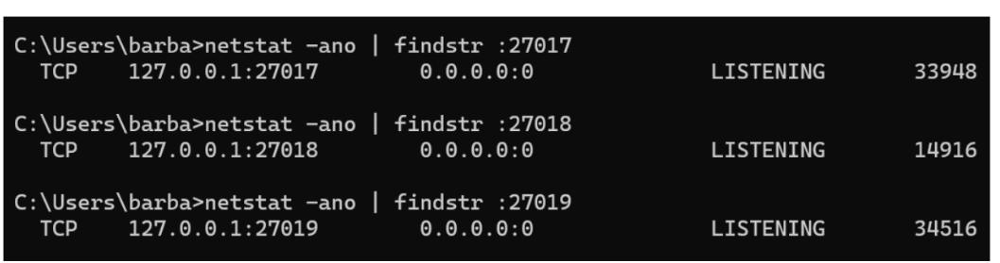 C:\Users\barba>netstat -ano | findstr :27017
  TCP    127.0.0.1:27017        0.0.0.0:0              LISTENING       33948
C:\Users\barba>netstat -ano | findstr :27018
  TCP    127.0.0.1:27018        0.0.0.0:0              LISTENING       14916
C:\Users\barba>netstat -ano | findstr :27019
  TCP    127.0.0.1:27019        0.0.0.0:0              LISTENING       34516